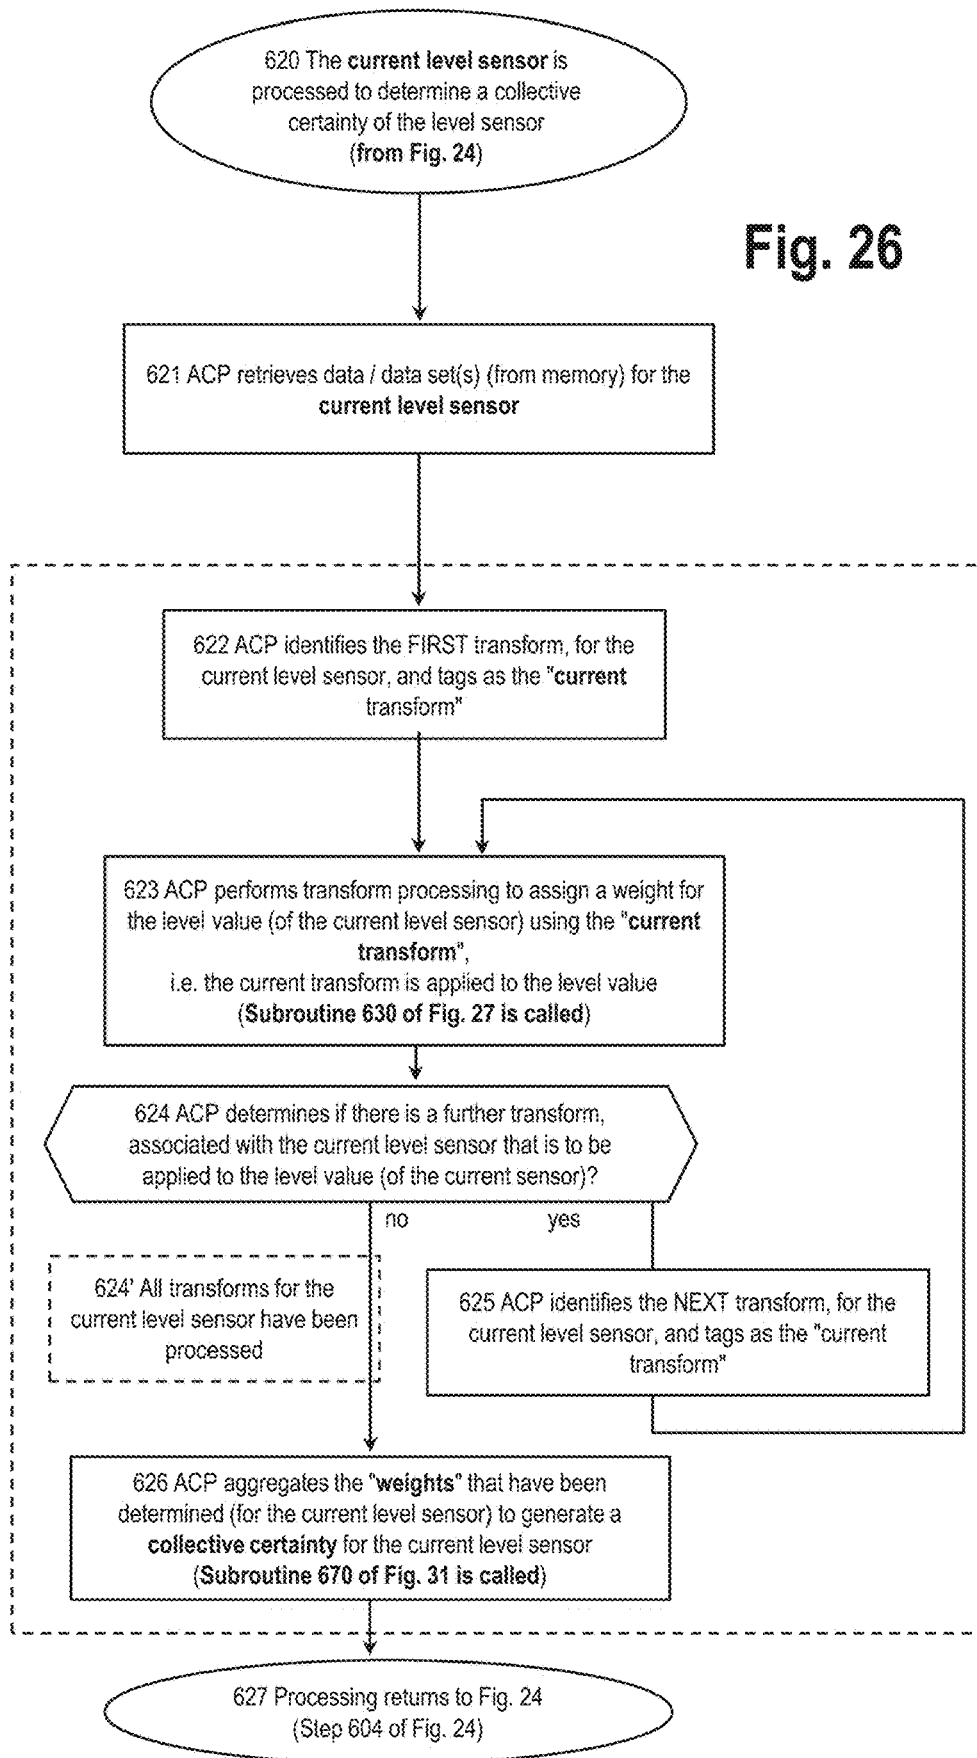 620 The current level sensor is
processed to determine a collective
certainty of the level sensor
(from Fig. 24)
Fig. 26
621 ACP retrieves data / data set(s) (from memory) for the
current level sensor
622 ACP identifies the FIRST transform, for the
current level sensor, and tags as the "current
transform"
623 ACP performs transform processing to assign a weight for
the level value (of the current level sensor) using the "current
transform",
i.e. the current transform is applied to the level value
(Subroutine 630 of Fig. 27 is called)
624 ACP determines if there is a further transform,
associated with the current level sensor that is to be
applied to the level value (of the current sensor)?
no
yes
624' All transforms for the
current level sensor have been
processed
625 ACP identifies the NEXT transform, for the
current level sensor, and tags as the "current
transform"
626 ACP aggregates the "weights" that have been
determined (for the current level sensor) to generate a
collective certainty for the current level sensor
(Subroutine 670 of Fig. 31 is called)
627 Processing returns to Fig. 24
(Step 604 of Fig. 24)